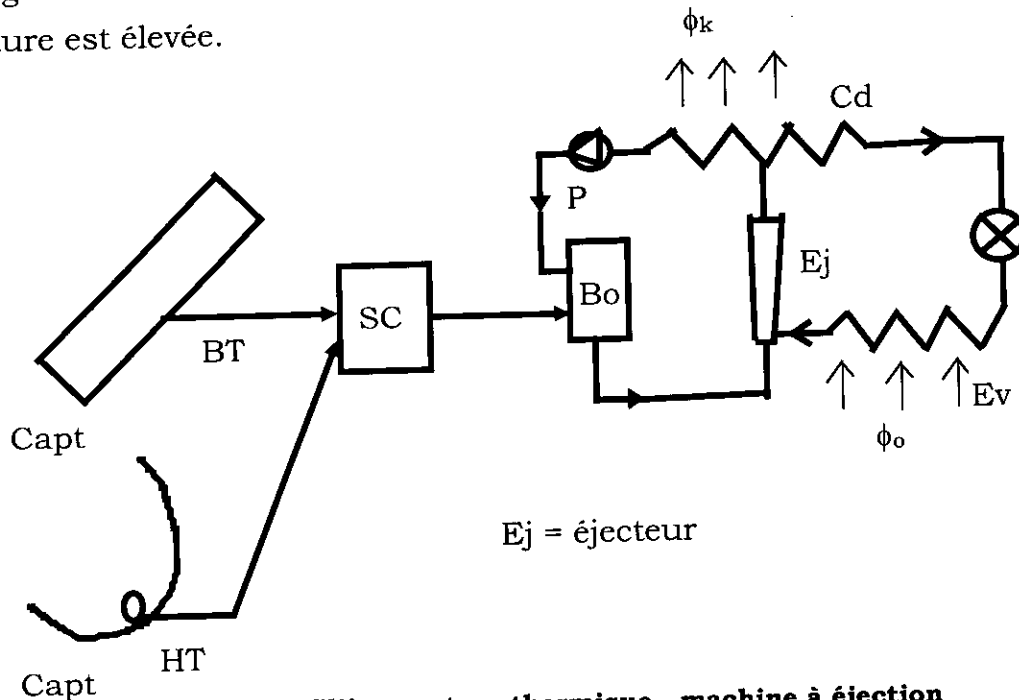 ure est élevée.
ϕk
Cd
P
Bo
Ej
SC
BT
Ev
ϕo
Capt
Ej = éjecteur
HT
Capt
thermique - machine à éjection